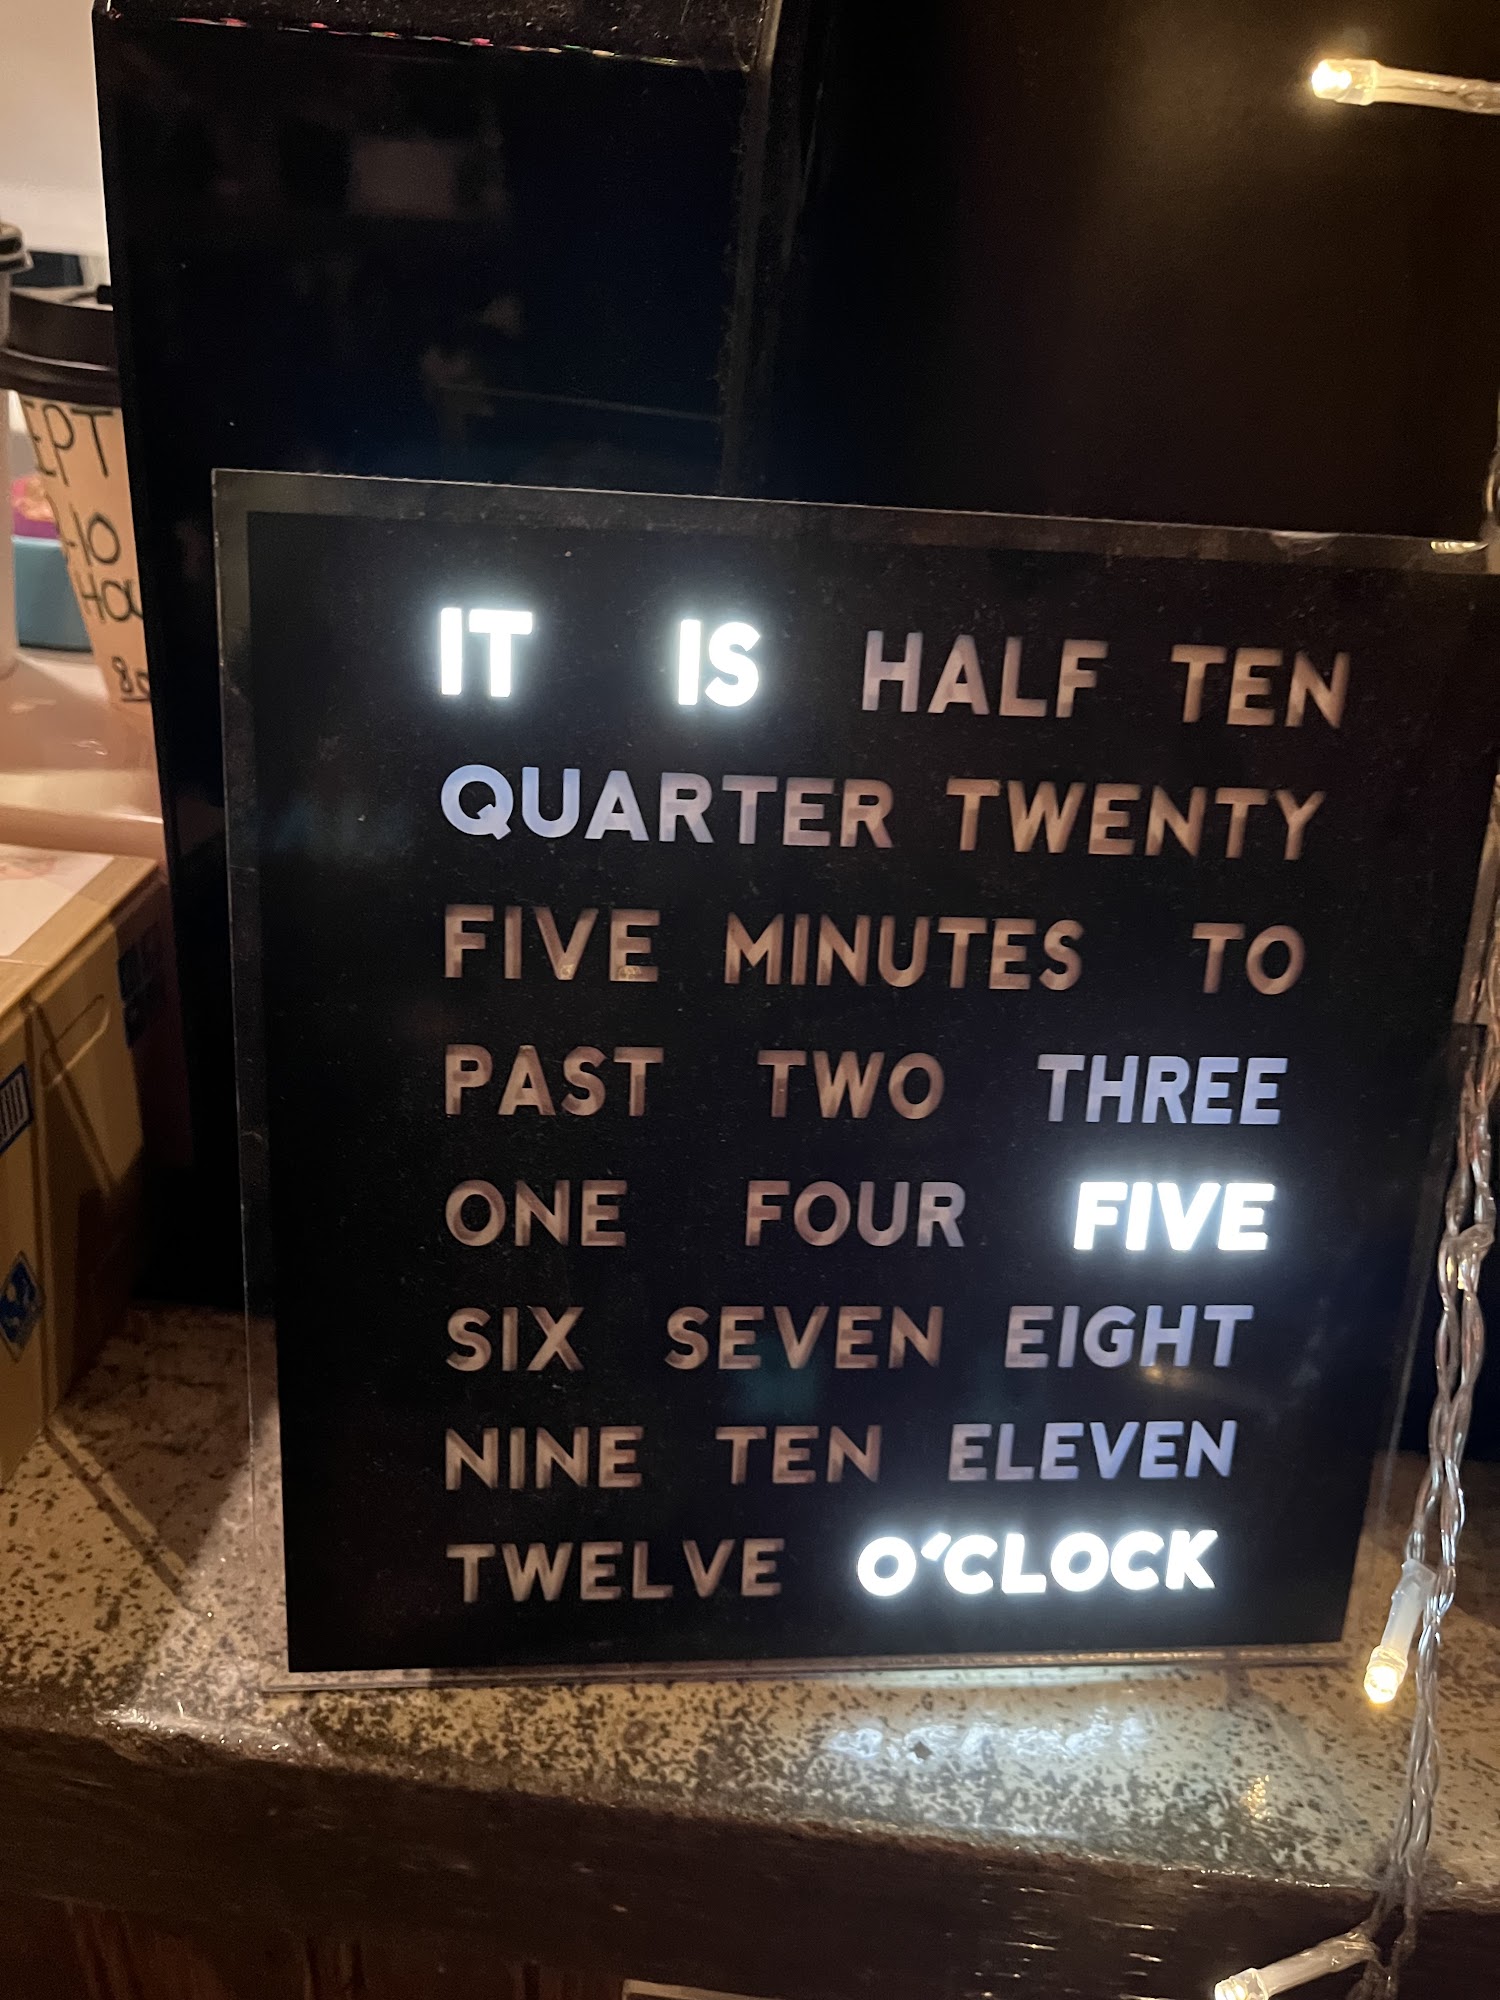 IT IS HALF TEN
QUARTER TWENTY
FIVE MINUTES TO
PAST TWO THREE
ONE FOUR FIVE
SIX SEVEN EIGHT
NINE TEN ELEVEN
TWELVE O'CLOCK